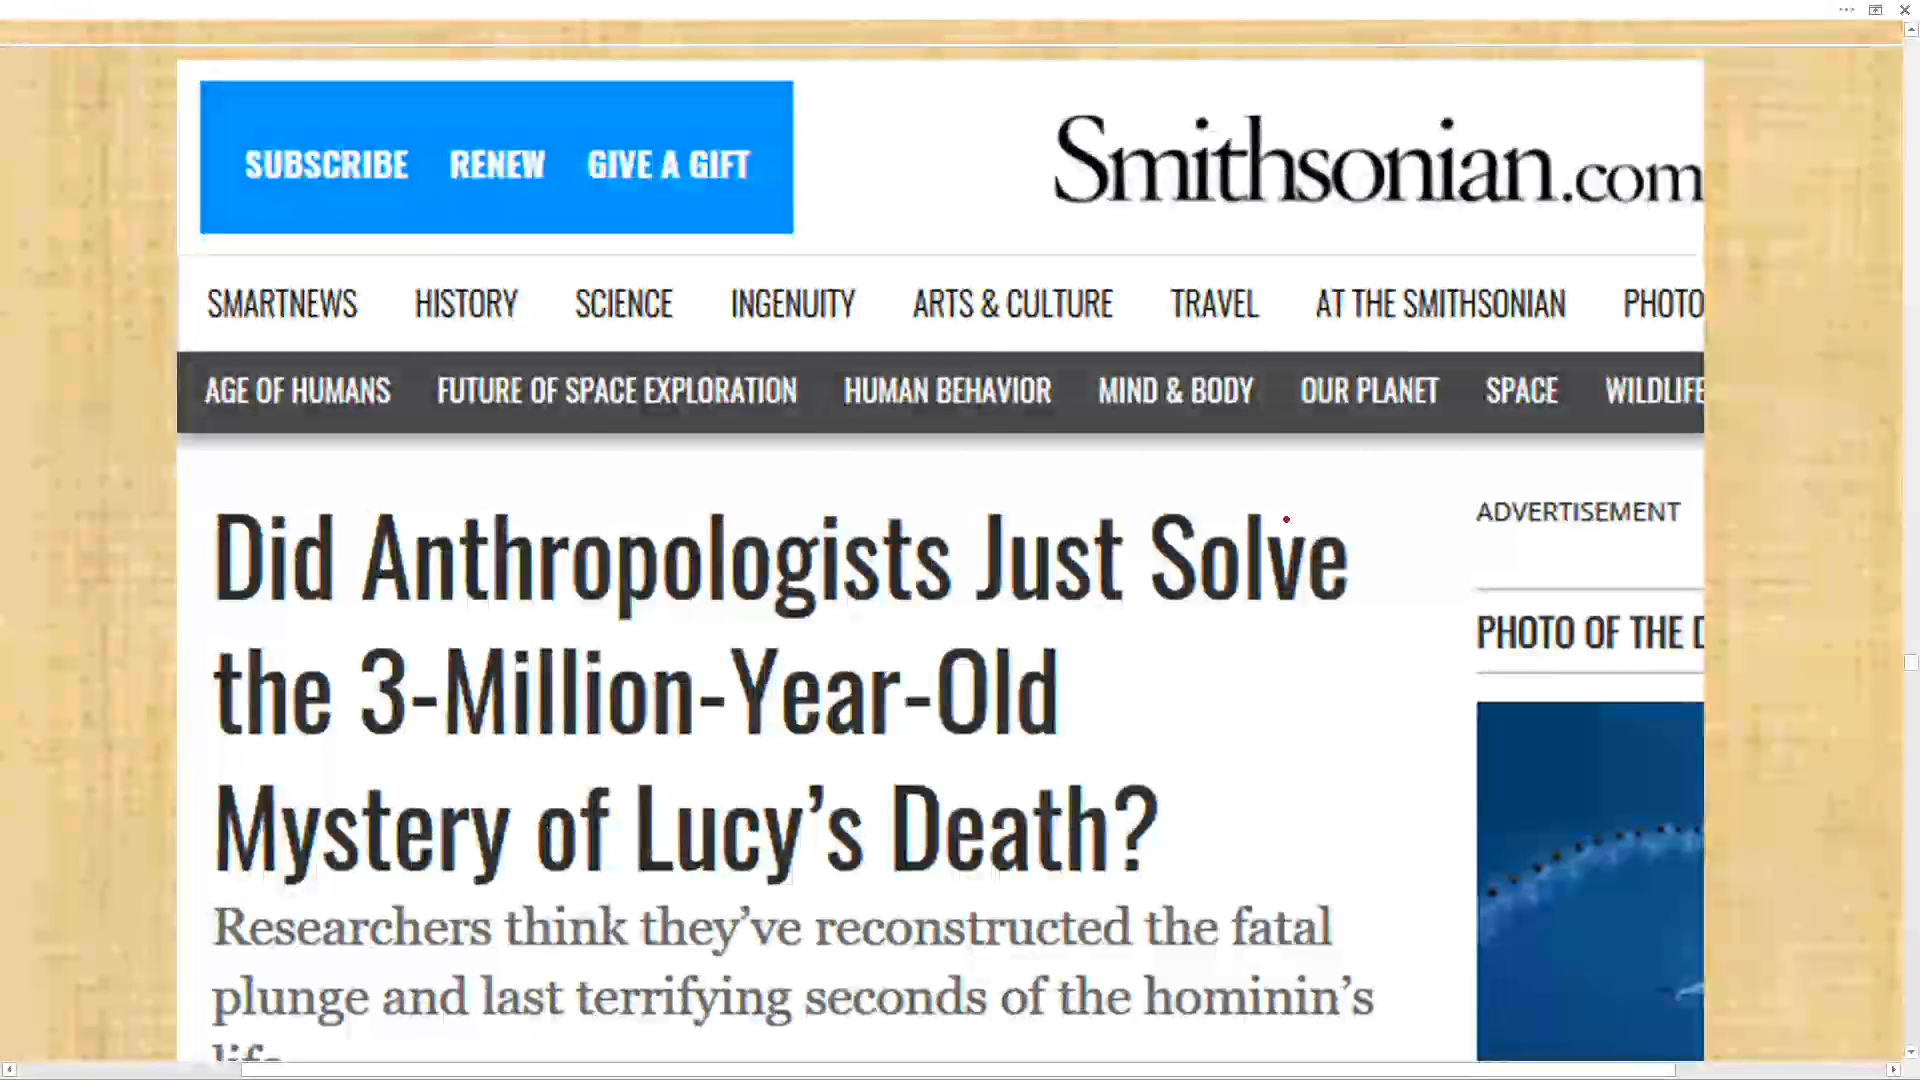 SUBSCRIBE RENEW GIVE A GIFT
Smithsonian.com
SMARTNEWS HISTORY SCIENCE INGENUITY ARTS & CULTURE TRAVEL AT THE SMITHSONIAN PHOTO
AGE OF HUMANS FUTURE OF SPACE EXPLORATION HUMAN BEHAVIOR MIND & BODY OUR PLANET SPACE WILDLIFE
Did Anthropologists Just Solve
the 3-Million-Year-Old
Mystery of Lucy’s Death?
Researchers think they’ve reconstructed the fatal
plunge and last terrifying seconds of the hominin’s
life
ADVERTISEMENT
PHOTO OF THE